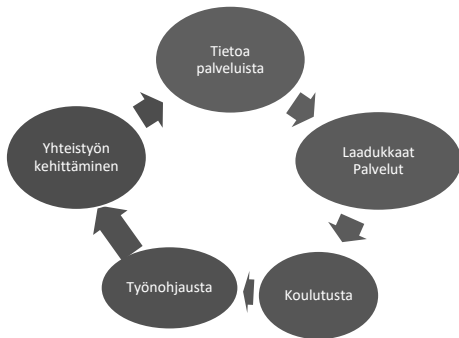 Tietoa
palveluista
Laadukkaat
Palvelut
Koulutusta
Työnohjausta
Yhteistyön
kehittäminen